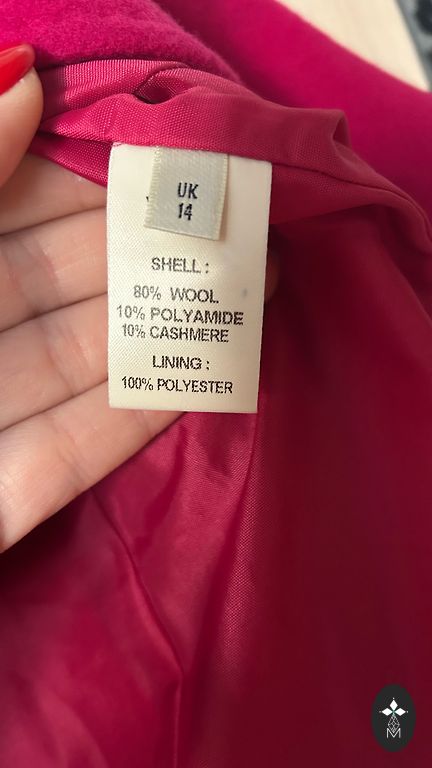 UK
14
SHELL :
80% WOOL
10% POLYAMIDE
10% CASHMERE
LINING :
100% POLYESTER
M